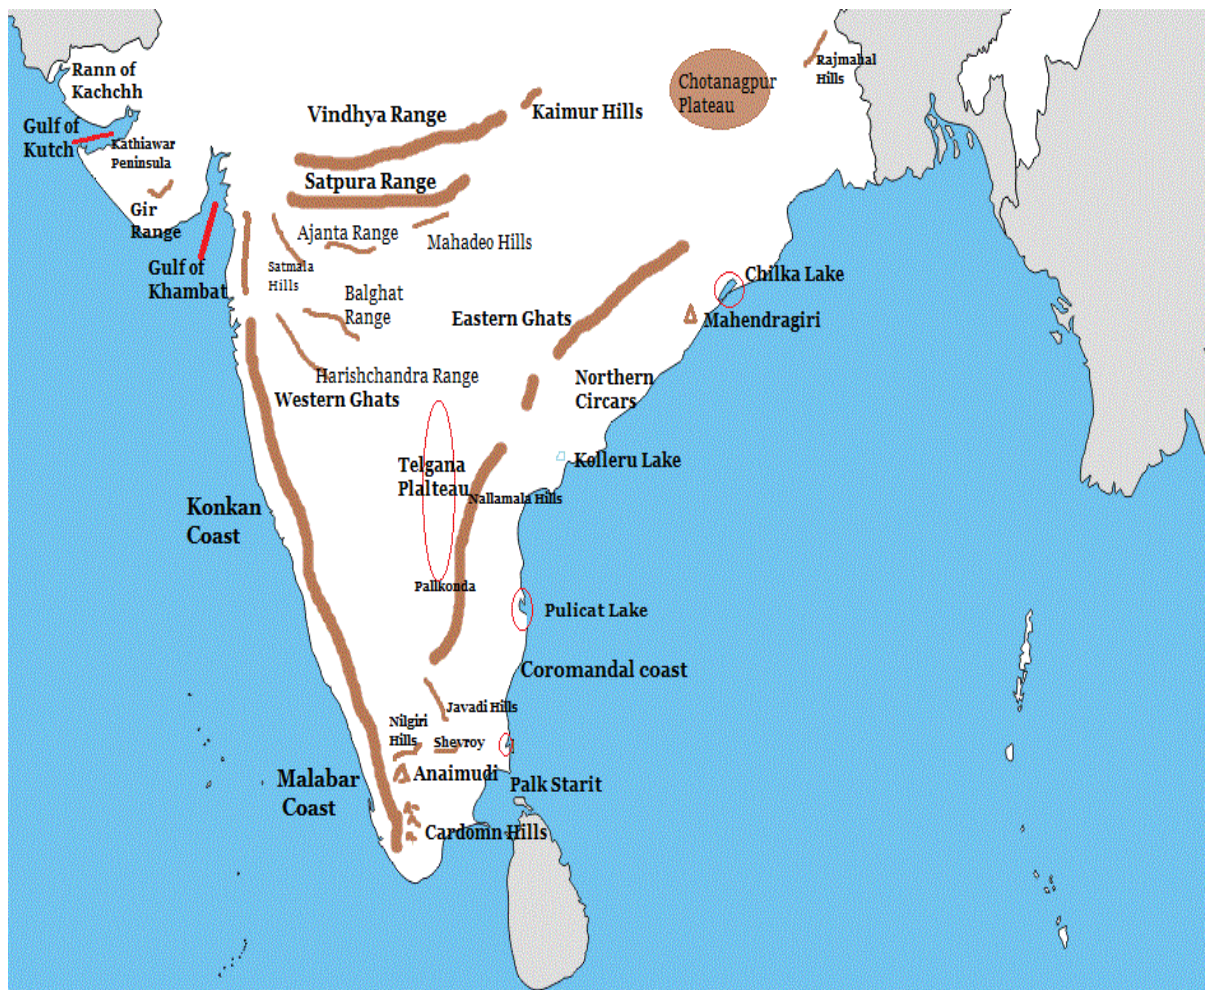 Rann of
Kachchh
Gulf of
Kutch
Kathiawar
Peninsula
Gir
Range
Gulf of
Khambat
Vindhya Range
Kaimur Hills
Chotanagpur
Plateau
Rajmahal
Hills
Satpura Range
Ajanta Range
Mahadeo Hills
Satmala
Hills
Balghat
Range
Harishchandra Range
Western Ghats
Eastern Ghats
Chilka Lake
Mahendragiri
Northern
Circars
Kolleru Lake
Telgana
Plalteau
Nallamala Hills
Konkan
Coast
Pallkonda
Pulicat Lake
Coromandal coast
Javadi Hills
Nilgiri
Hills
Shevroy
Anaimudi
Palk Starit
Malabar
Coast
Cardomn Hills